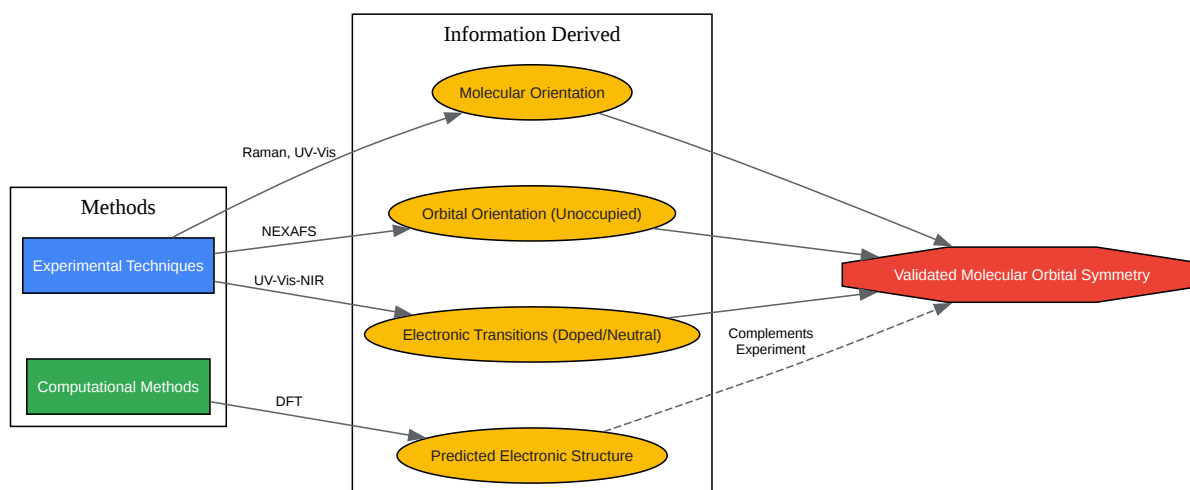 Information Derived
Molecular Orientation
Raman, UV-Vis
Methods
Orbital Orientation (Unoccupied)
NEXAFS
Experimental Techniques
Validated Molecular Orbital Symmetry
UV-Vis-NIR
Electronic Transitions (Doped/Neutral)
Complements
Experiment
Computational Methods
DFT
Predicted Electronic Structure